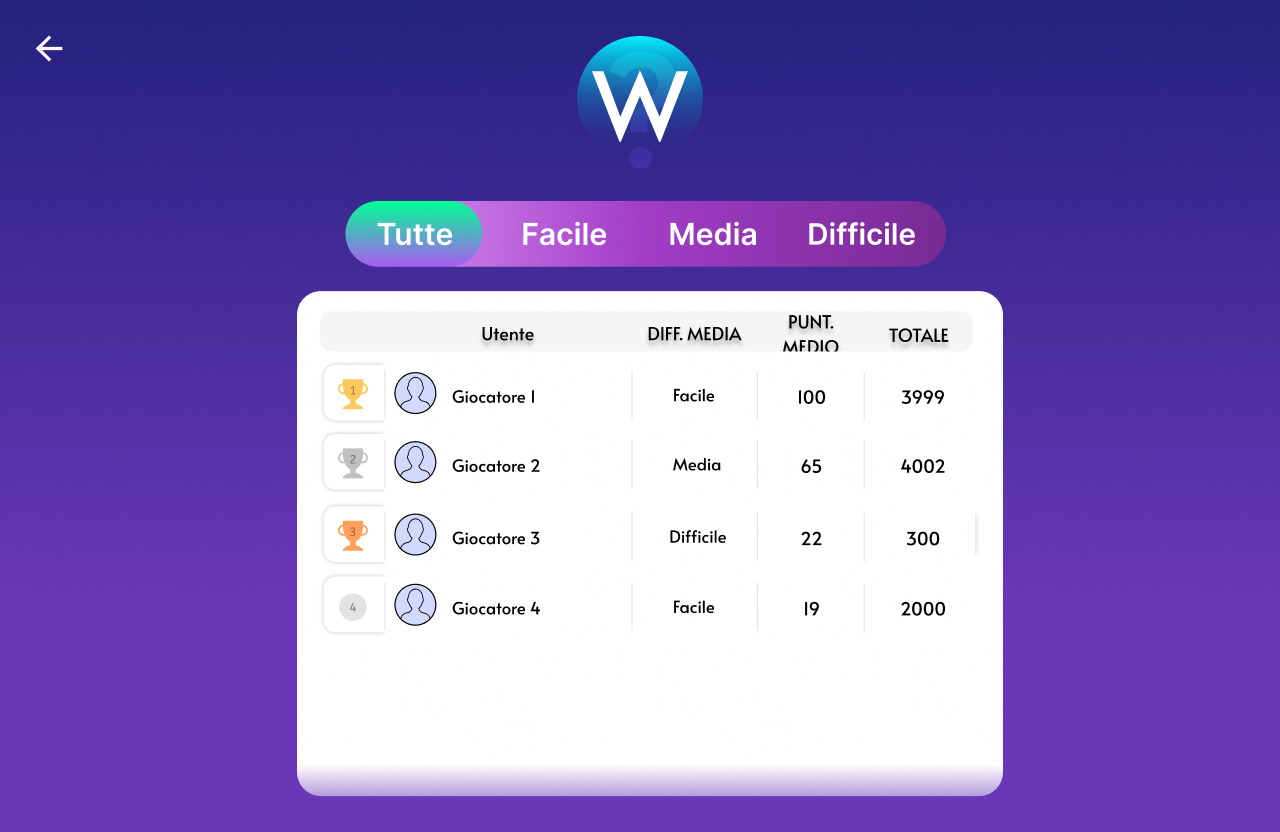 W
Tutte Facile Media Difficile
Utente DIFF. MEDIA PUNT. MEDIO TOTALE
1 Giocatore 1 Facile 100 3999
2 Giocatore 2 Media 65 4002
3 Giocatore 3 Difficile 22 300
4 Giocatore 4 Facile 19 2000